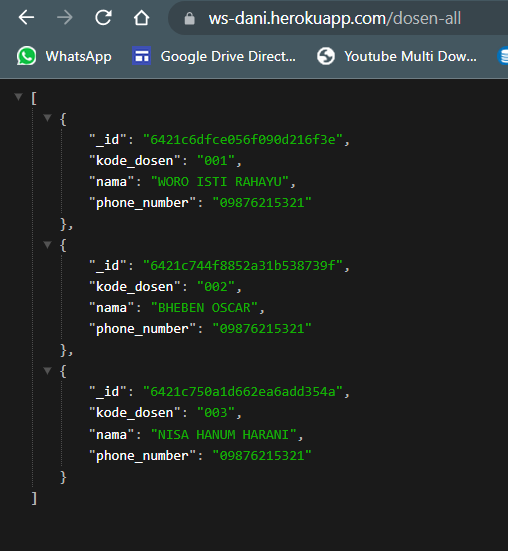 ws-dani.herokuapp.com/dosen-all
WhatsApp Google Drive Direct... Youtube Multi Dow...
[
{
"_id": "6421c6dfce056f090d216f3e",
"kode_dosen": "001",
"nama": "WORO ISTI RAHAYU",
"phone_number": "09876215321"
},
{
"_id": "6421c744f8852a31b538739f",
"kode_dosen": "002",
"nama": "BHEBEN OSCAR",
"phone_number": "09876215321"
},
{
"_id": "6421c750a1d662ea6add354a",
"kode_dosen": "003",
"nama": "NISA HANUM HARANI",
"phone_number": "09876215321"
}
]